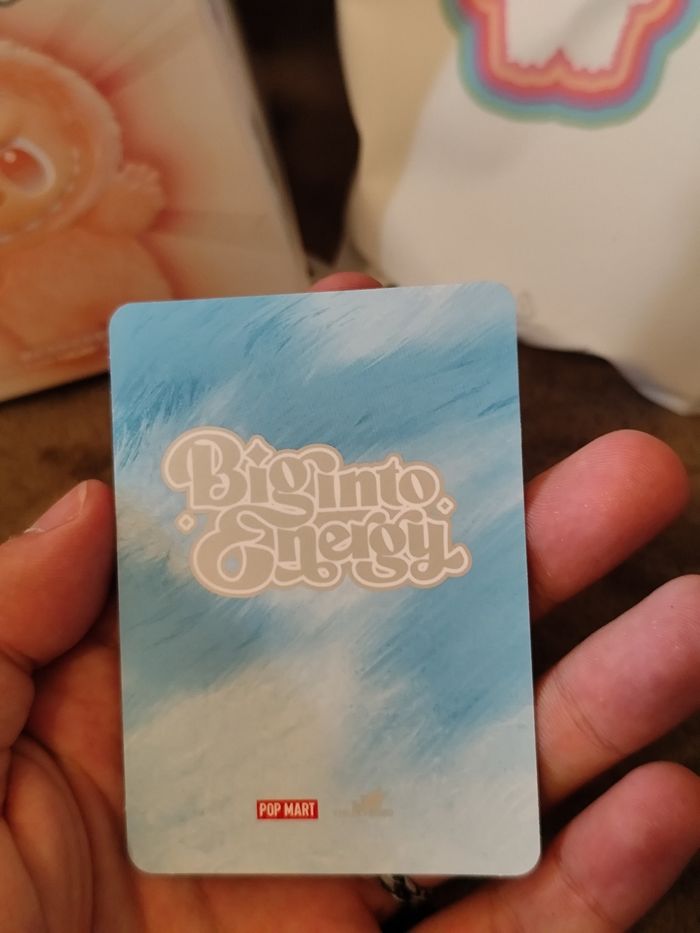 Big into
Energy
POP MART